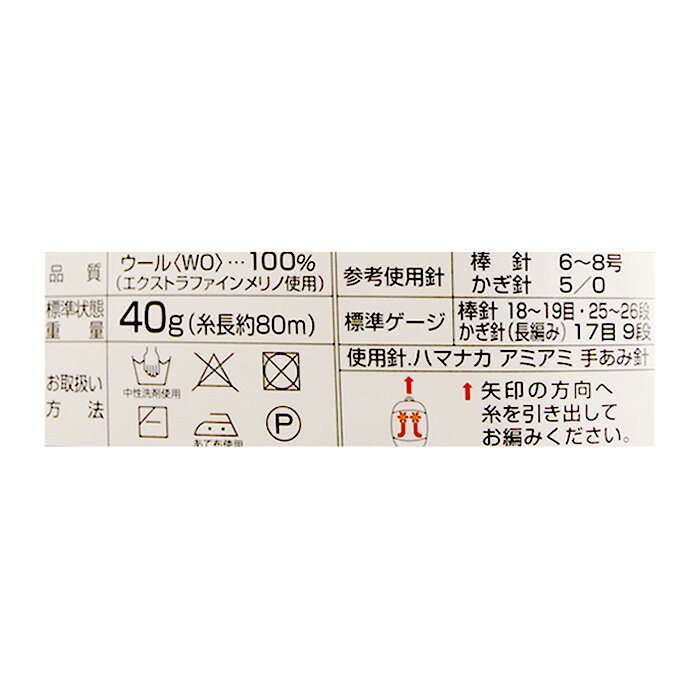 品質
ウール〈WO〉…100%
(エクストラファインメリノ使用)
標準状態
重量
40g(糸長約80m)
お取扱い
方法
中性洗剤使用
あて布使用
P
参考使用針
棒針 6〜8号
かぎ針 5/0
標準ゲージ
棒針 18〜19目・25〜26段
かぎ針(長編み)17目 9段
使用針.ハマナカ アミアミ 手あみ針
矢印の方向へ
糸を引き出して
お編みください。